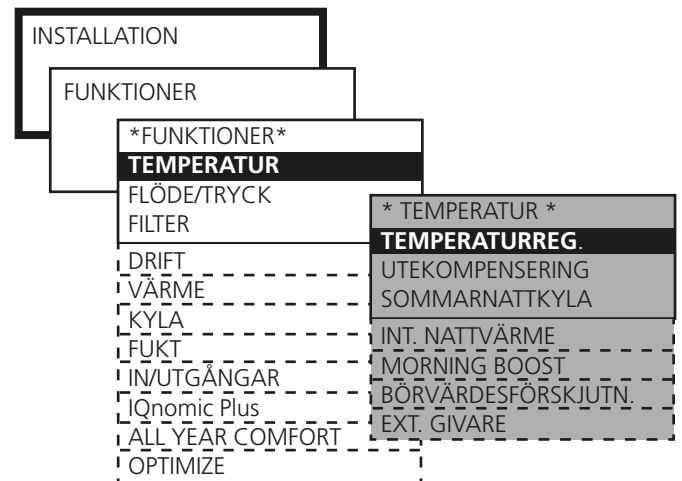 INSTALLATION
FUNKTIONER
*FUNKTIONER*
TEMPERATUR
FLÖDE/TRYCK
FILTER
DRIFT
VÄRME
KYLA
FUKT
IN/UTGÅNGAR
IQnomic Plus
ALL YEAR COMFORT
OPTIMIZE
* TEMPERATUR *
TEMPERATURREG.
UTEKOMPENSERING
SOMMARNATTKYLA
INT. NATTVÄRME
MORNING BOOST
BÖRVÄRDESFÖRSKJUTN.
EXT. GIVARE